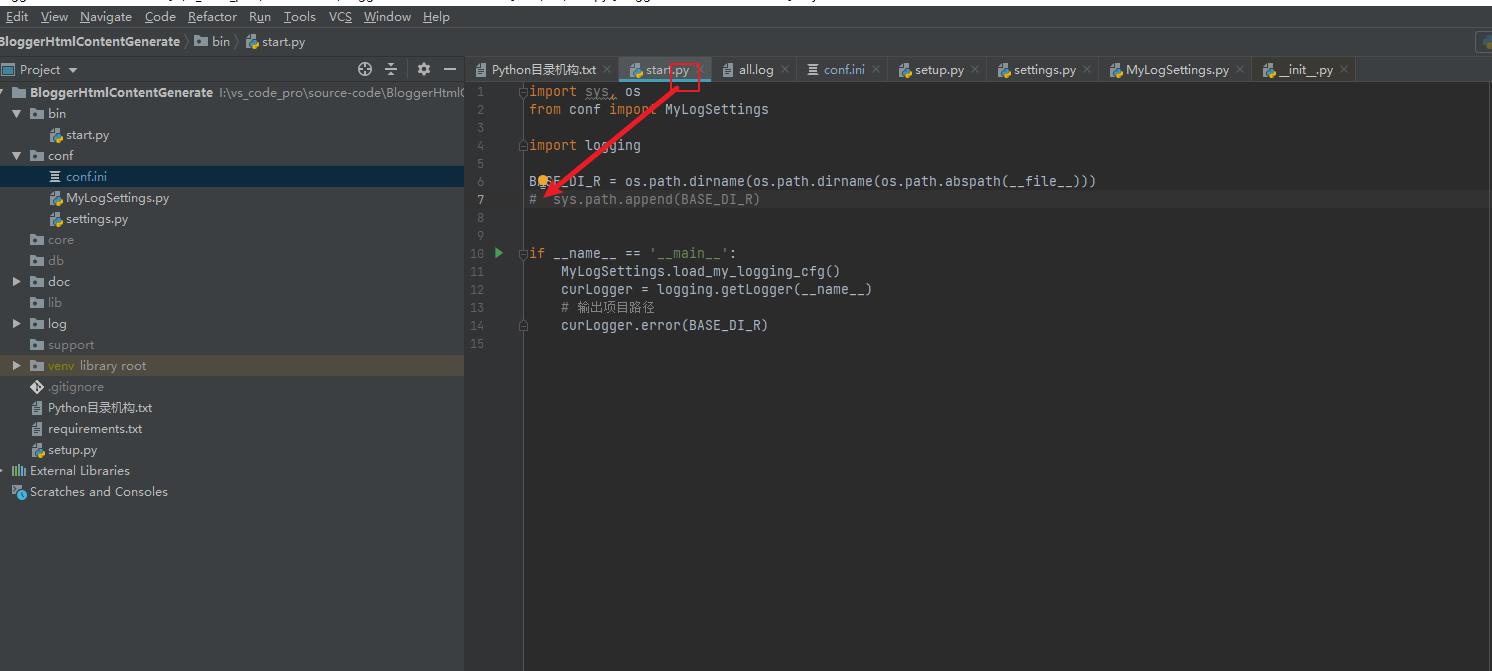 Edit View Navigate Code Refactor Run Tools VCS Window Help
BloggerHtmlContentGenerate bin start.py
Project
Python目录机构.txt start.py all.log conf.ini setup.py settings.py MyLogSettings.py __init__.py
BloggerHtmlContentGenerate I:\vs_code_pro\source-code\BloggerHtmlC
bin
start.py
conf
conf.ini
MyLogSettings.py
settings.py
core
db
doc
lib
log
support
venv library root
.gitignore
Python目录机构.txt
requirements.txt
setup.py
External Libraries
Scratches and Consoles
1 import sys, os
2 from conf import MyLogSettings
3
4 import logging
5
6 BASE_DI_R = os.path.dirname(os.path.dirname(os.path.abspath(__file__)))
7 # sys.path.append(BASE_DI_R)
8
9
10 if __name__ == '__main__':
11 MyLogSettings.load_my_logging_cfg()
12 curLogger = logging.getLogger(__name__)
13 # 输出项目路径
14 curLogger.error(BASE_DI_R)
15